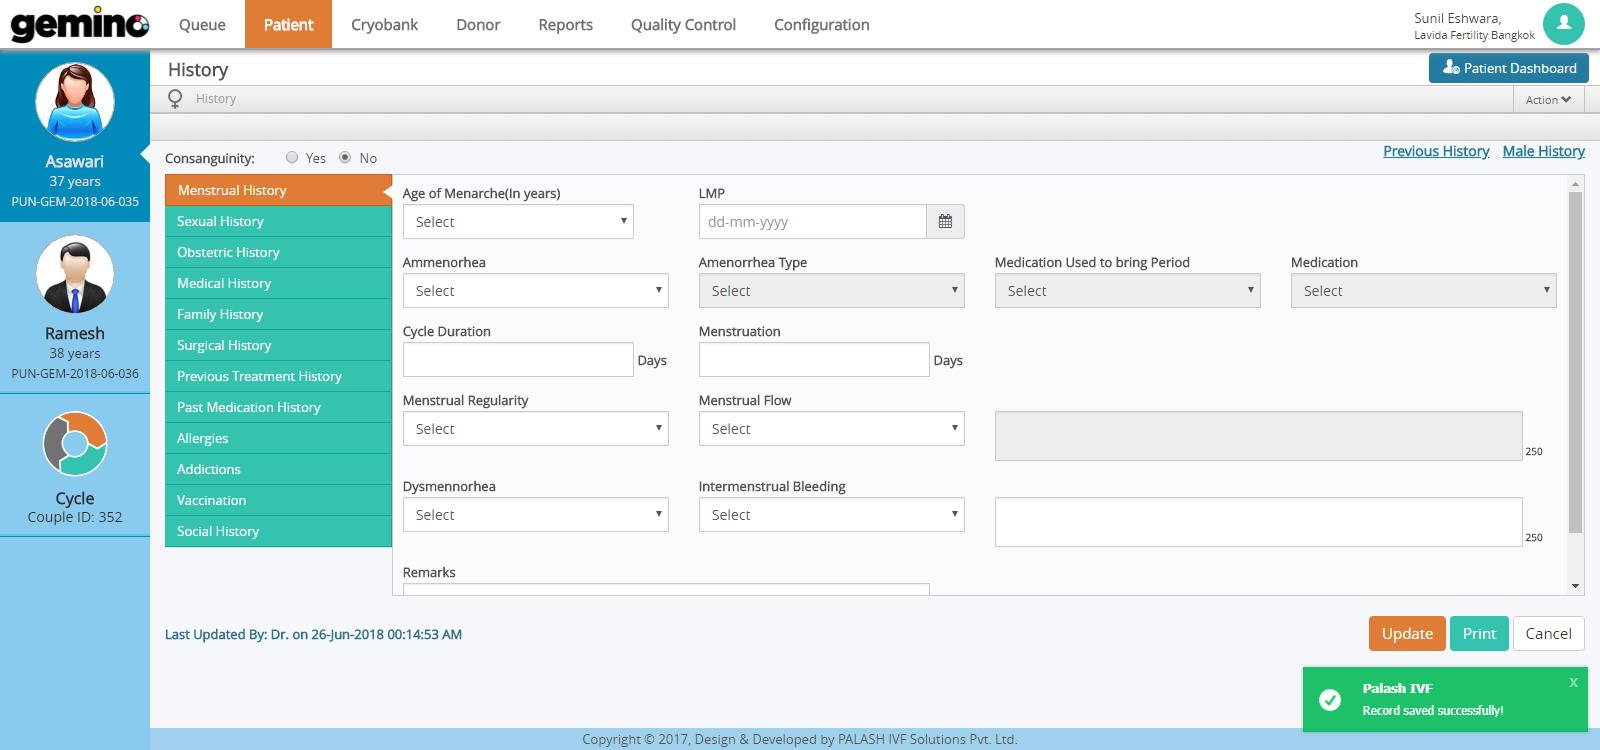 gemino
Queue
Patient
Cryobank
Donor
Reports
Quality Control
Configuration
Sunil Eshwara,
Lavida Fertility Bangkok
Asawari
37 years
PUN-GEM-2018-06-035
Ramesh
38 years
PUN-GEM-2018-06-036
Cycle
Couple ID: 352
History
Patient Dashboard
History
Action
Consanguinity: Yes No
Previous History Male History
Menstrual History
Sexual History
Obstetric History
Medical History
Family History
Surgical History
Previous Treatment History
Past Medication History
Allergies
Addictions
Vaccination
Social History
Age of Menarche(In years)
Select
LMP
dd-mm-yyyy
Ammenorhea
Select
Amenorrhea Type
Select
Medication Used to bring Period
Select
Medication
Select
Cycle Duration
Days
Menstruation
Days
Menstrual Regularity
Select
Menstrual Flow
Select
250
Dysmennorhea
Select
Intermenstrual Bleeding
Select
250
Remarks
Last Updated By: Dr. on 26-Jun-2018 00:14:53 AM
Update
Print
Cancel
Palash IVF
x
Record saved successfully!
Copyright © 2017, Design & Developed by PALASH IVF Solutions Pvt. Ltd.